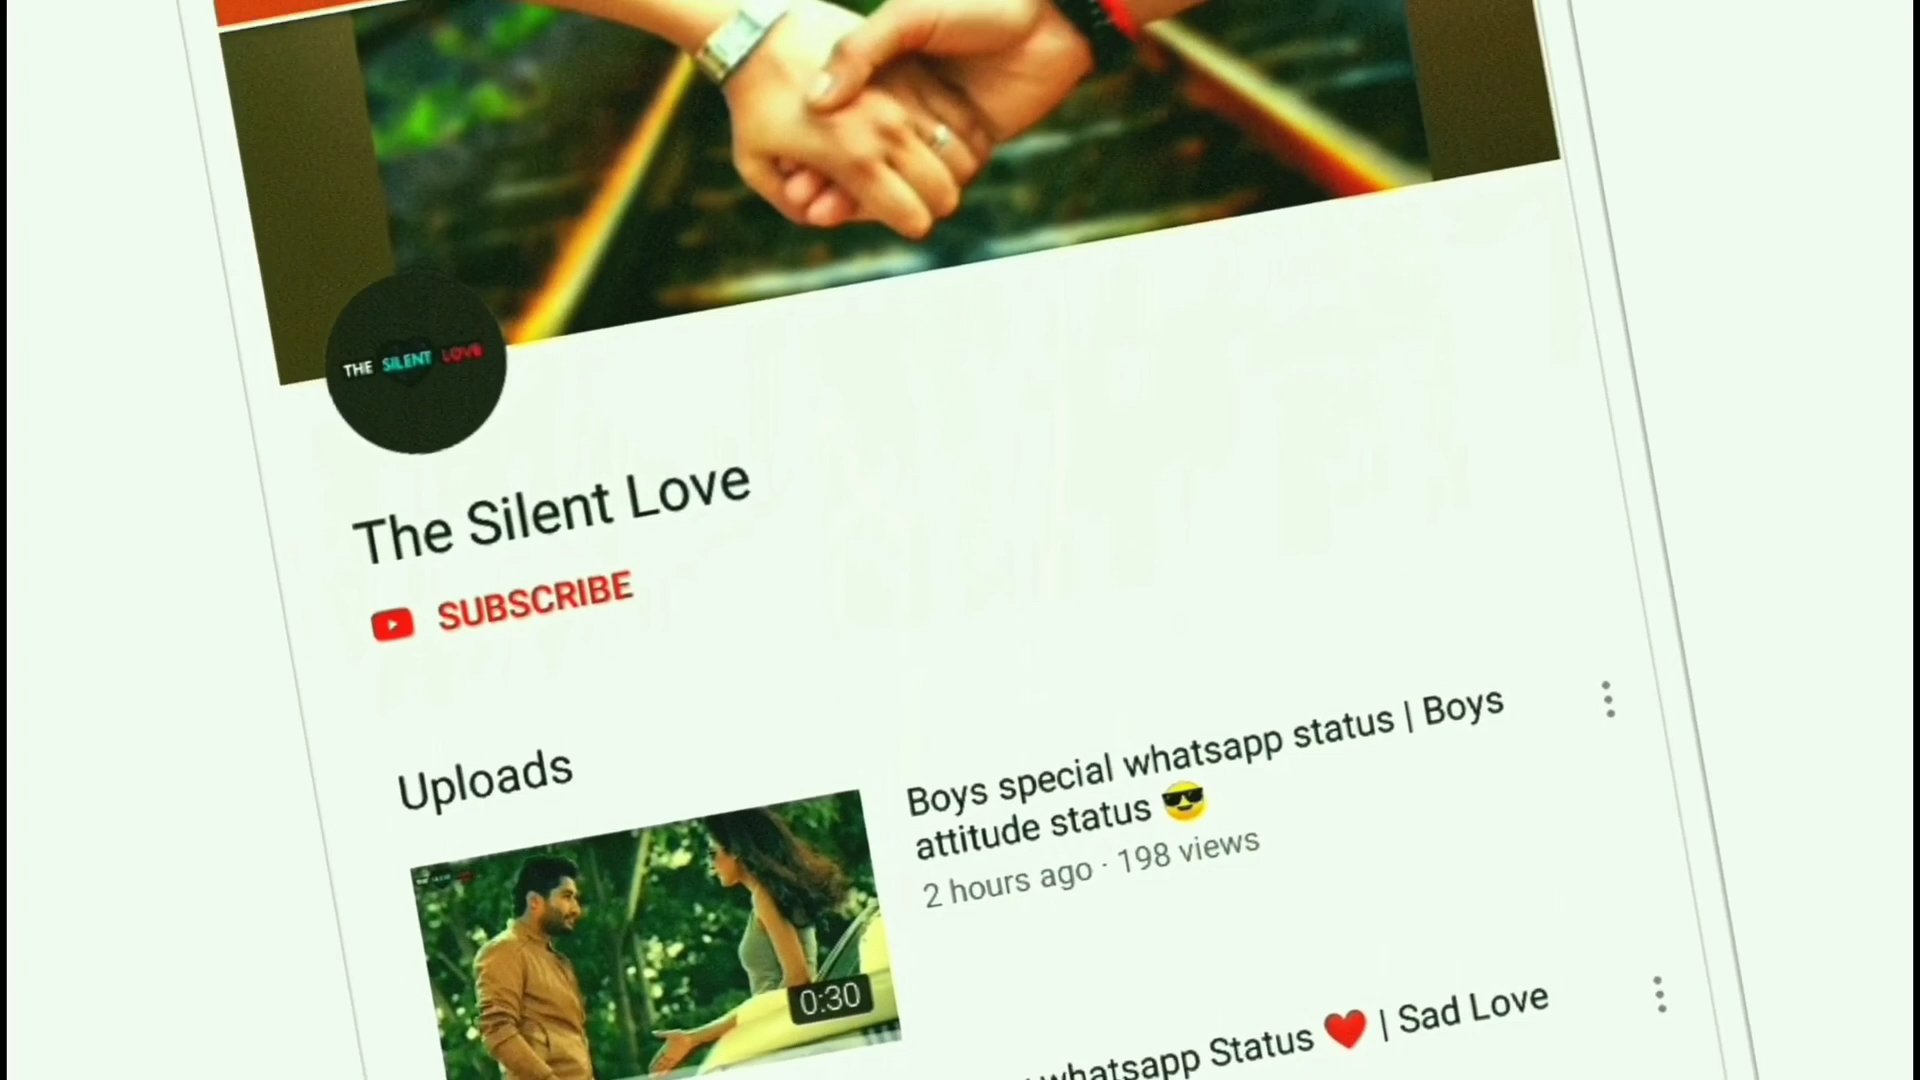 THE SILENT LOVE
The Silent Love
SUBSCRIBE
Uploads
Boys special whatsapp status | Boys
attitude status 😎
2 hours ago · 198 views
0:30
whatsapp Status ❤️ | Sad Love